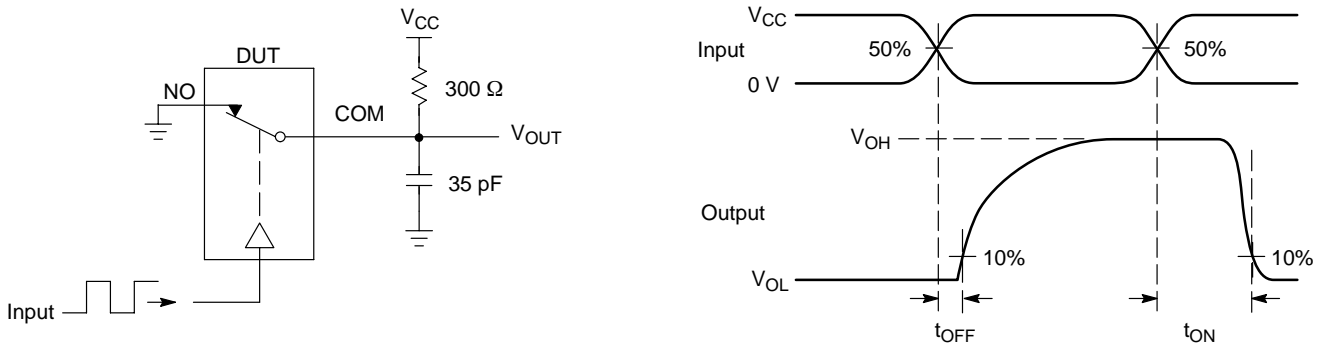 V_CC
DUT
NO
300 Ω
COM
V_OUT
35 pF
Input
V_CC
50%
50%
Input
0 V
V_OH
Output
10%
10%
V_OL
t_OFF
t_ON